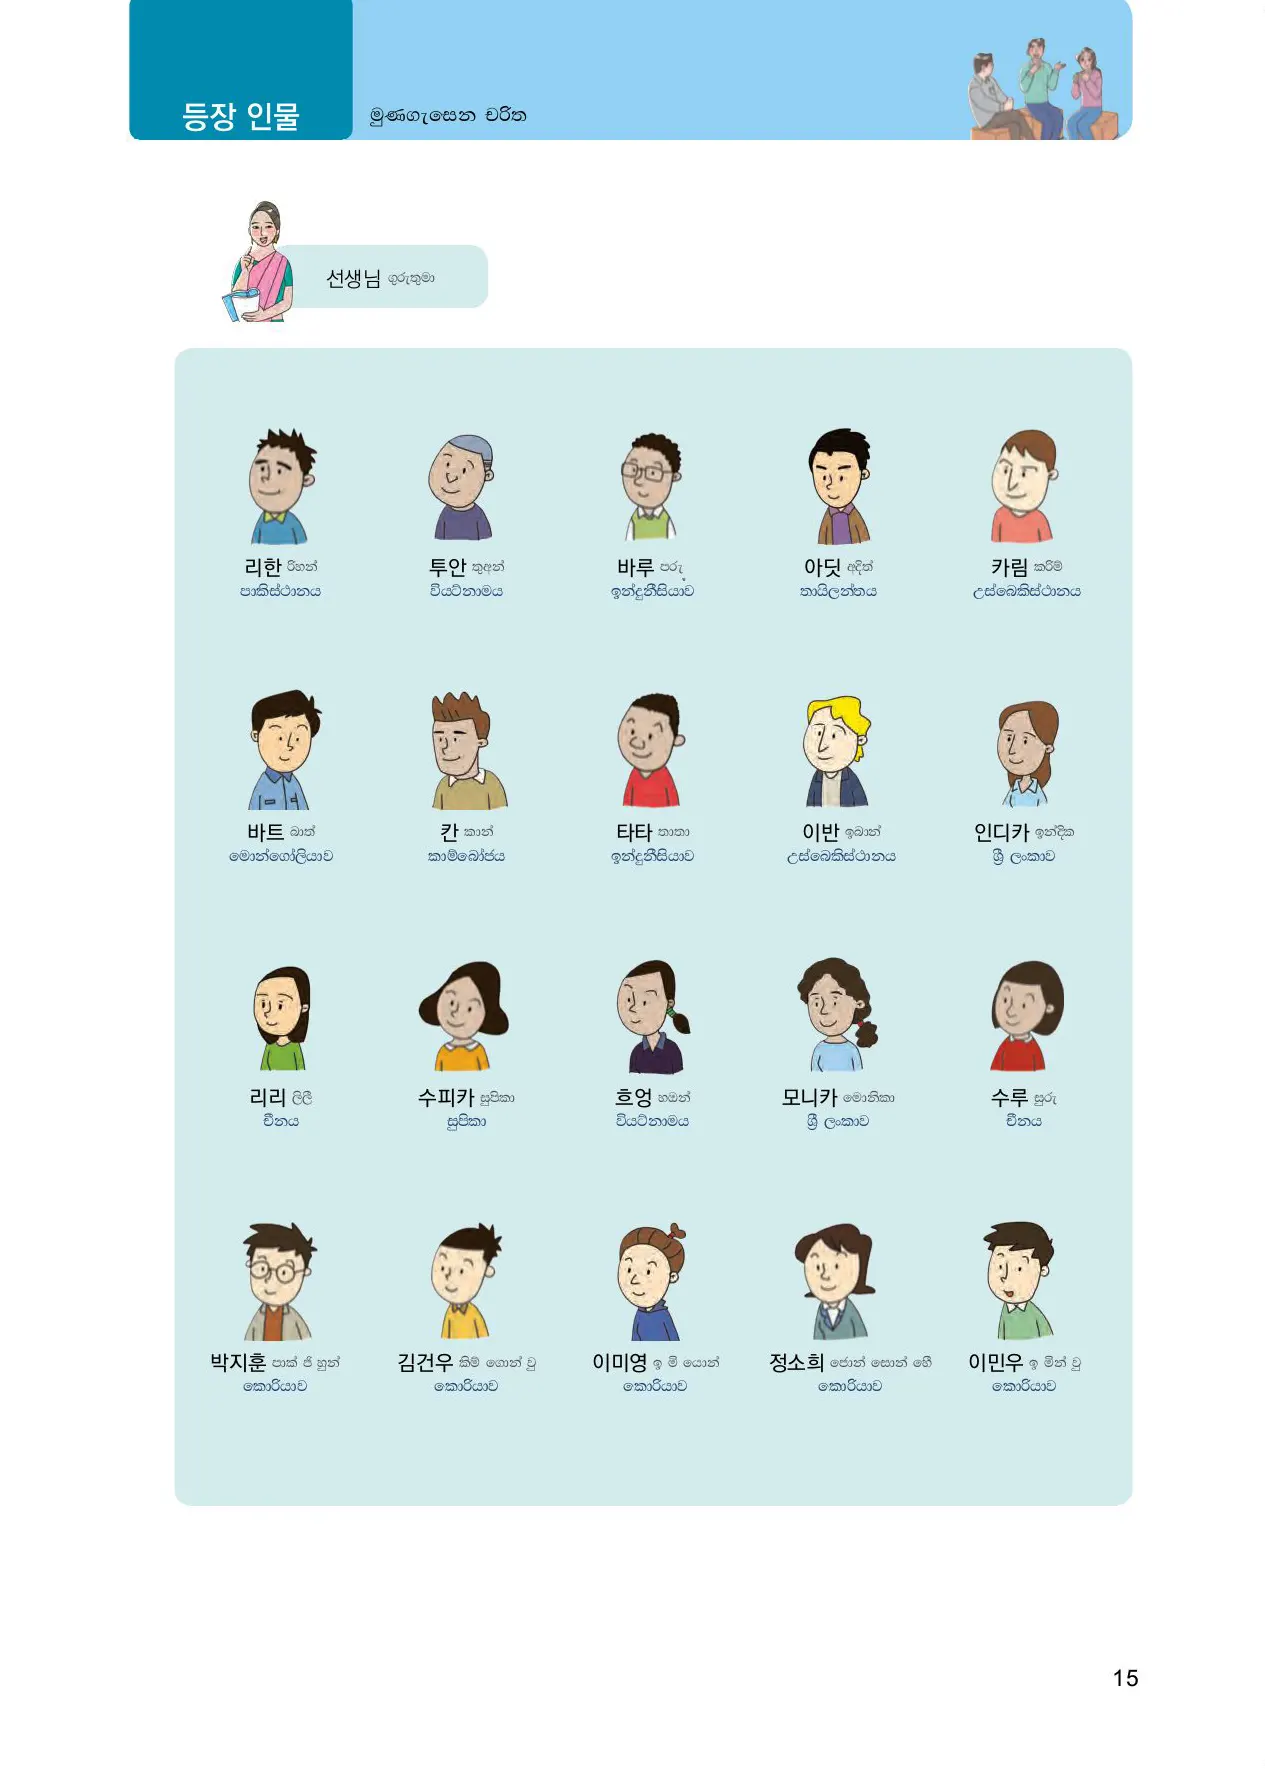 등장 인물 මුණගැසෙන චරිත
선생님 ගුරුතුමා
리한 රිහන් 투안 තුඅන් 바루 පරු 아딧 අදිත් 카림 කරිම්
පාකිස්ථානය වියට්නාමය ඉන්දුනීසියාව තායිලන්තය උස්බෙකිස්ථානය
바트 බාත් 칸 කාන් 타타 තාතා 이반 ඉබාන් 인디카 ඉන්දික
මොන්ගෝලියාව කාම්බෝජය ඉන්දුනීසියාව උස්බෙකිස්ථානය ශ්‍රී ලංකාව
리리 ලිලී 수피카 සුපිකා 흐엉 හඔන් 모니카 මොනිකා 수루 සුරු
චීනය සුපිකා වියට්නාමය ශ්‍රී ලංකාව චීනය
박지훈 පාක් ජි හුන් 김건우 කිම් ගොන් වු 이미영 ඉ මි යොන් 정소희 ජොන් සොන් හෙී 이민우 ඉ මින් වු
කොරියාව කොරියාව කොරියාව කොරියාව කොරියාව
15